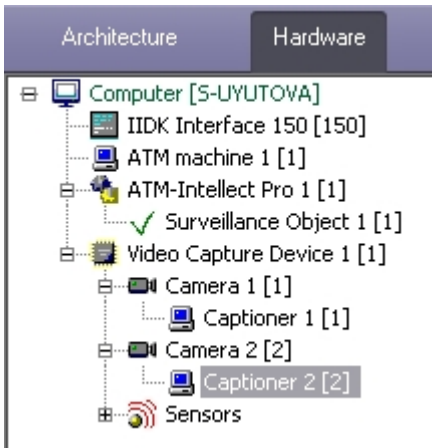 Architecture Hardware
Computer [S-UYUTOVA]
IIDK Interface 150 [150]
ATM machine 1 [1]
ATM-Intellect Pro 1 [1]
Surveillance Object 1 [1]
Video Capture Device 1 [1]
Camera 1 [1]
Captioner 1 [1]
Camera 2 [2]
Captioner 2 [2]
Sensors